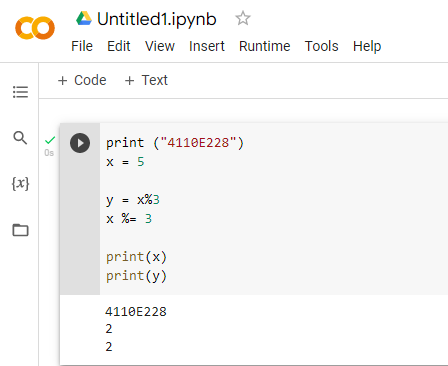 Untitled1.ipynb
File Edit View Insert Runtime Tools Help
+ Code + Text
0s
{x}
print ("4110E228")
x = 5
y = x%3
x %= 3
print(x)
print(y)
4110E228
2
2